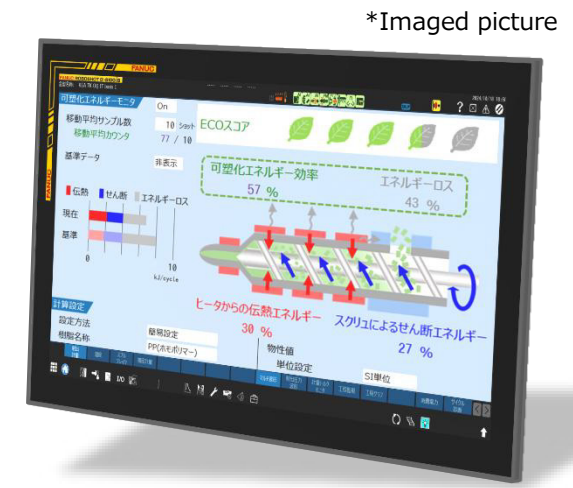 *Imaged picture
FANUC
可塑化エネルギーモニタ
On
移動平均サンプル数
10 ショット
ECOスコア
移動平均カウンタ
77 / 10
基準データ
非表示
可塑化エネルギー効率
57 %
エネルギーロス
43 %
伝熱 せん断 エネルギーロス
現在
基準
0 10
kJ/cycle
ヒータからの伝熱エネルギー
30 %
スクリュによるせん断エネルギー
27 %
計算設定
設定方法
簡易設定
樹脂名称
PP(ホモポリマー)
物性値
単位設定
SI単位
I/O
FANUC